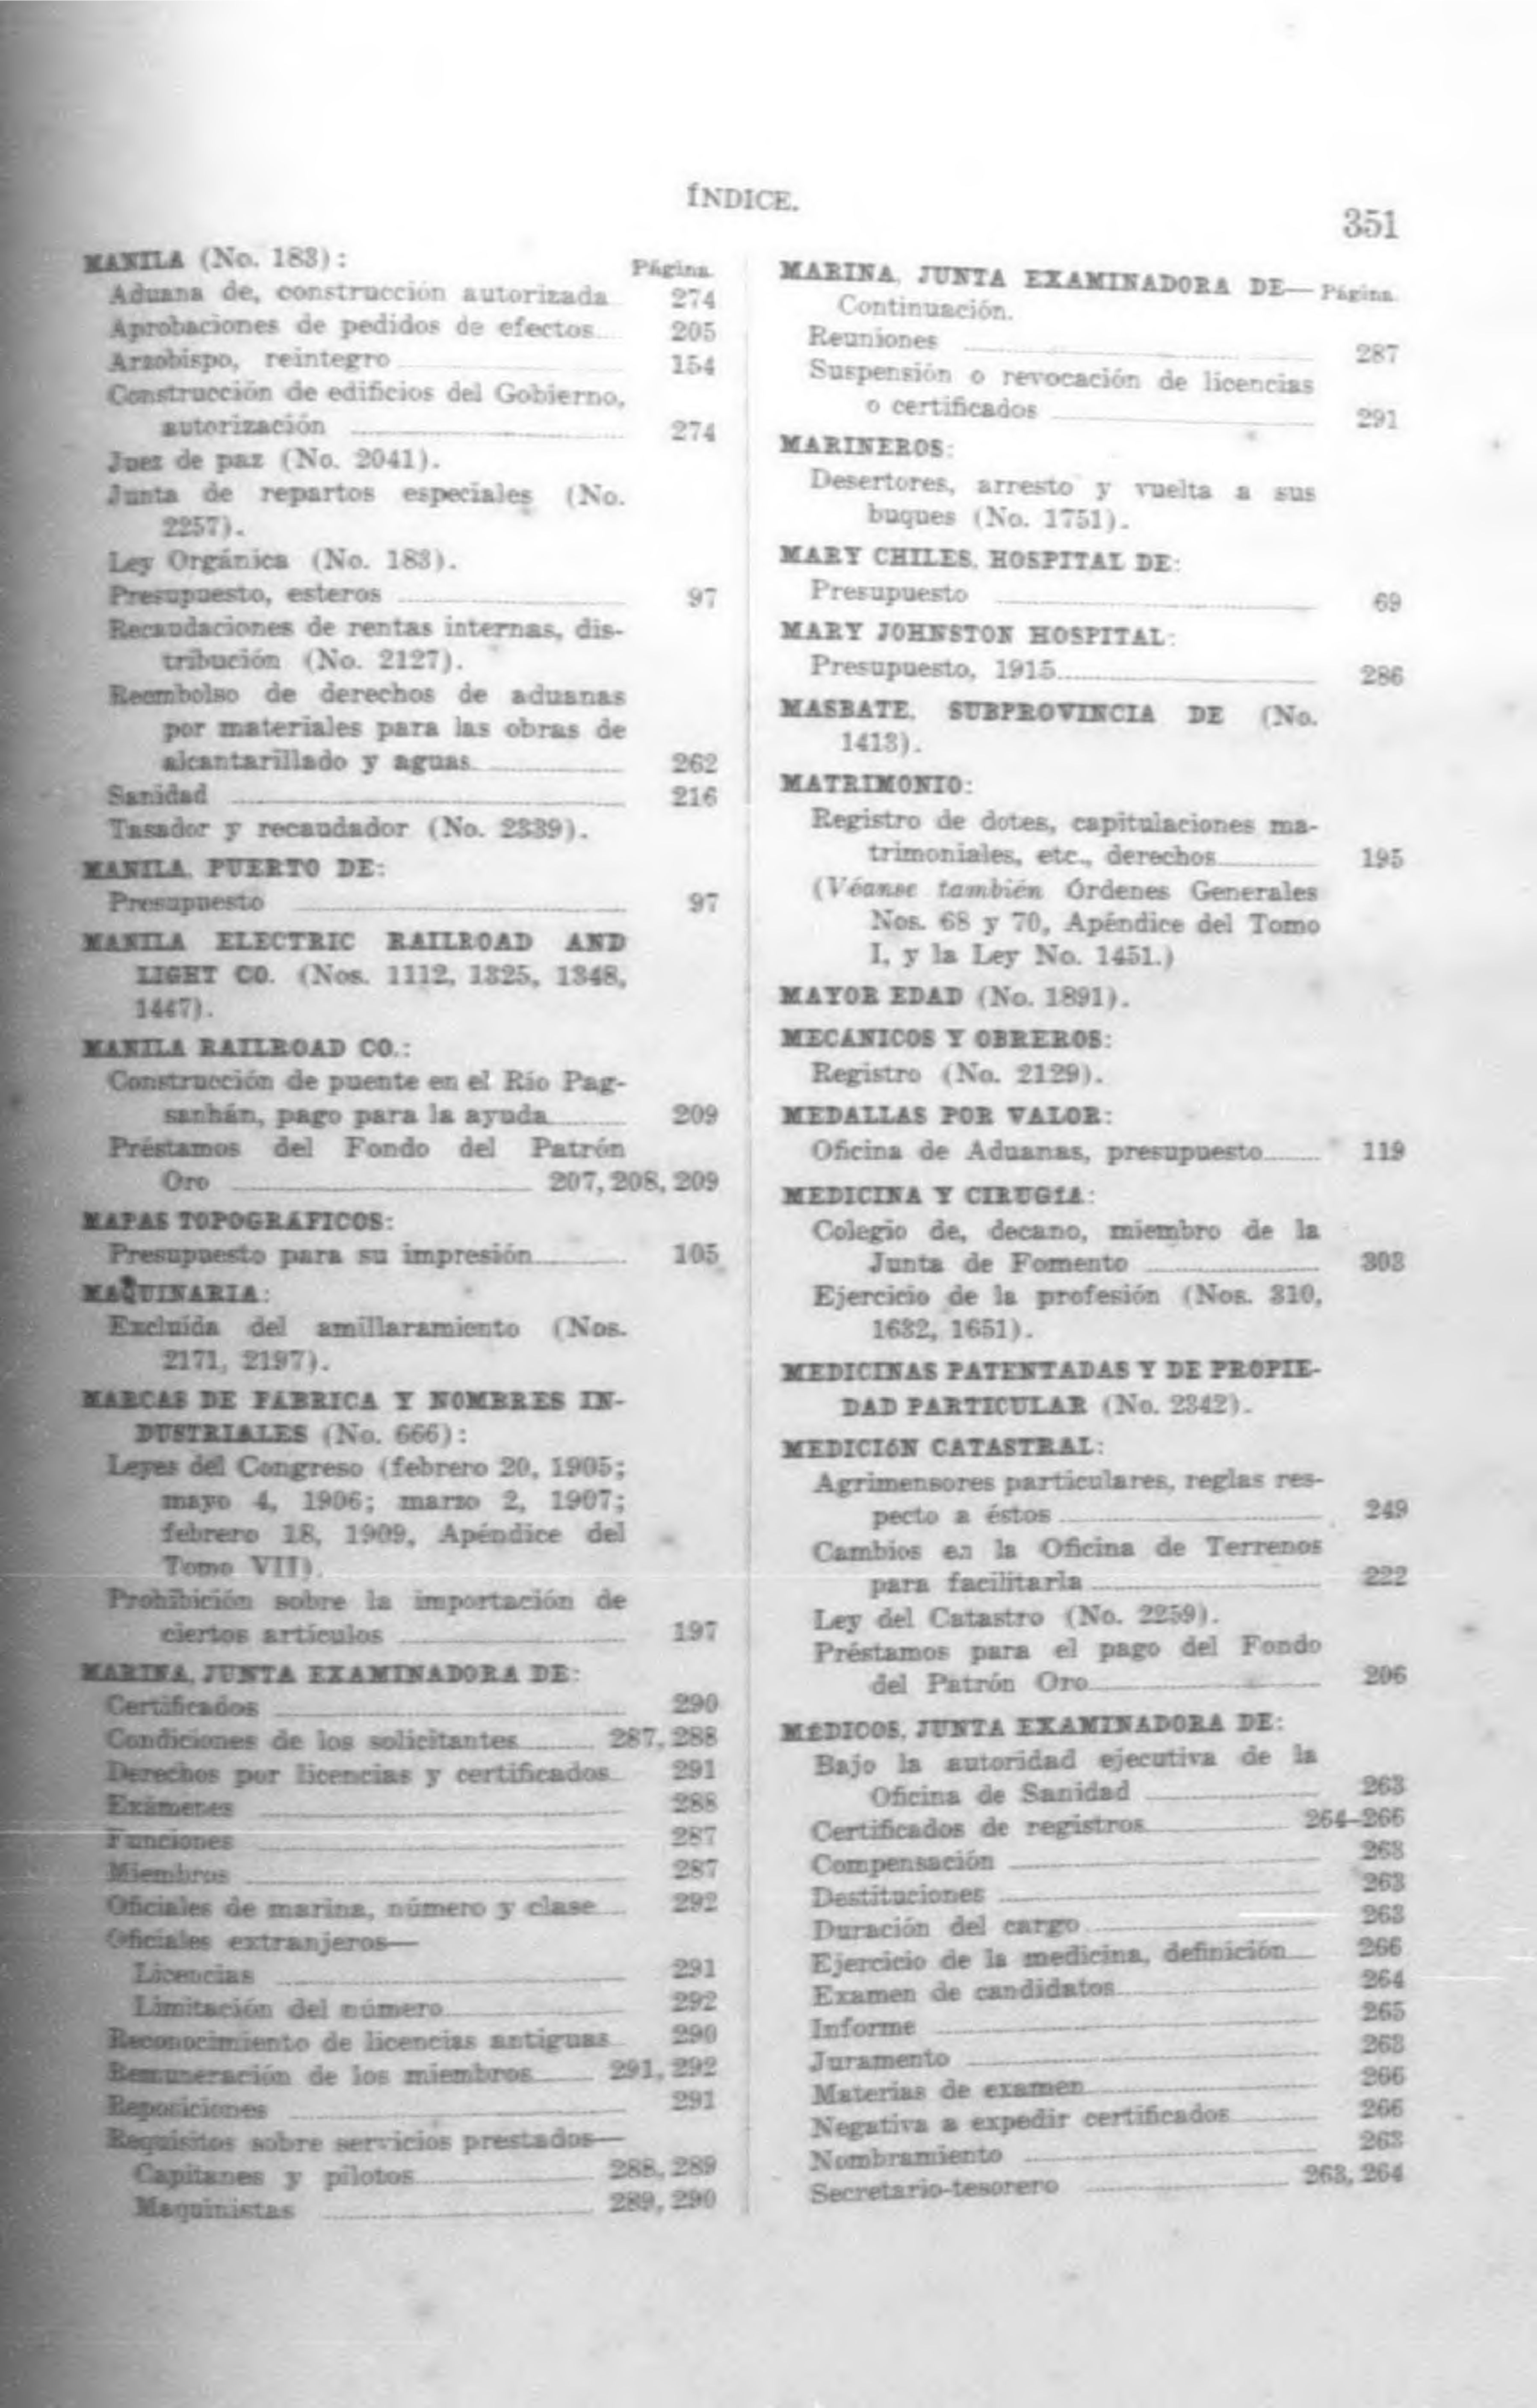 ÍNDICE.
351
MANILA (No. 183):
Página.
Aduana de, construcción autorizada 274
Aprobaciones de pedidos de efectos 205
Arzobispo, reintegro 154
Construcción de edificios del Gobierno,
autorización 274
Juez de paz (No. 2041).
Junta de repartos especiales (No.
2257).
Ley Orgánica (No. 183).
Presupuesto, esteros 97
Recaudaciones de rentas internas, dis-
tribución (No. 2127).
Reembolso de derechos de aduanas
por materiales para las obras de
alcantarillado y aguas 262
Sanidad 216
Tasador y recaudador (No. 2339).
MANILA, PUERTO DE:
Presupuesto 97
MANILA ELECTRIC RAILROAD AND
LIGHT CO. (Nos. 1112, 1325, 1348,
1447).
MANILA RAILROAD CO.:
Construcción de puente en el Río Pag-
sanhán, pago para la ayuda 209
Préstamos del Fondo del Patrón
Oro 207, 208, 209
MAPAS TOPOGRÁFICOS:
Presupuesto para su impresión 105
MAQUINARIA:
Excluída del amillaramiento (Nos.
2171, 2197).
MARCAS DE FÁBRICA Y NOMBRES IN-
DUSTRIALES (No. 666):
Leyes del Congreso (febrero 20, 1905;
mayo 4, 1906; marzo 2, 1907;
febrero 18, 1909, Apéndice del
Tomo VII).
Prohibición sobre la importación de
ciertos artículos 197
MARINA, JUNTA EXAMINADORA DE:
Certificados 290
Condiciones de los solicitantes 287, 288
Derechos por licencias y certificados 291
Exámenes 288
Funciones 287
Miembros 287
Oficiales de marina, número y clase 292
Oficiales extranjeros—
Licencias 291
Limitación del número 292
Reconocimiento de licencias antiguas 290
Remuneración de los miembros 291, 292
Reposiciones 291
Requisitos sobre servicios prestados—
Capitanes y pilotos 288, 289
Maquinistas 289, 290
MARINA, JUNTA EXAMINADORA DE— Página.
Continuación.
Reuniones 287
Suspensión o revocación de licencias
o certificados 291
MARINEROS:
Desertores, arresto y vuelta a sus
buques (No. 1751).
MARY CHILES, HOSPITAL DE:
Presupuesto 69
MARY JOHNSTON HOSPITAL:
Presupuesto, 1915 286
MASBATE, SUBPROVINCIA DE (No.
1413).
MATRIMONIO:
Registro de dotes, capitulaciones ma-
trimoniales, etc., derechos 195
(Véanse también Órdenes Generales
Nos. 68 y 70, Apéndice del Tomo
I, y la Ley No. 1451.)
MAYOR EDAD (No. 1891).
MECÁNICOS Y OBREROS:
Registro (No. 2129).
MEDALLAS POR VALOR:
Oficina de Aduanas, presupuesto 119
MEDICINA Y CIRUGÍA:
Colegio de, decano, miembro de la
Junta de Fomento 303
Ejercicio de la profesión (Nos. 310,
1632, 1651).
MEDICINAS PATENTADAS Y DE PROPIE-
DAD PARTICULAR (No. 2342).
MEDICIÓN CATASTRAL:
Agrimensores particulares, reglas res-
pecto a éstos 249
Cambios en la Oficina de Terrenos
para facilitarla 222
Ley del Catastro (No. 2259).
Préstamos para el pago del Fondo
del Patrón Oro 206
MÉDICOS, JUNTA EXAMINADORA DE:
Bajo la autoridad ejecutiva de la
Oficina de Sanidad 263
Certificados de registros 264–266
Compensación 263
Destituciones 263
Duración del cargo 263
Ejercicio de la medicina, definición 266
Examen de candidatos 264
Informe 265
Juramento 263
Materias de examen 266
Negativa a expedir certificados 266
Nombramiento 263
Secretario-tesorero 263, 264